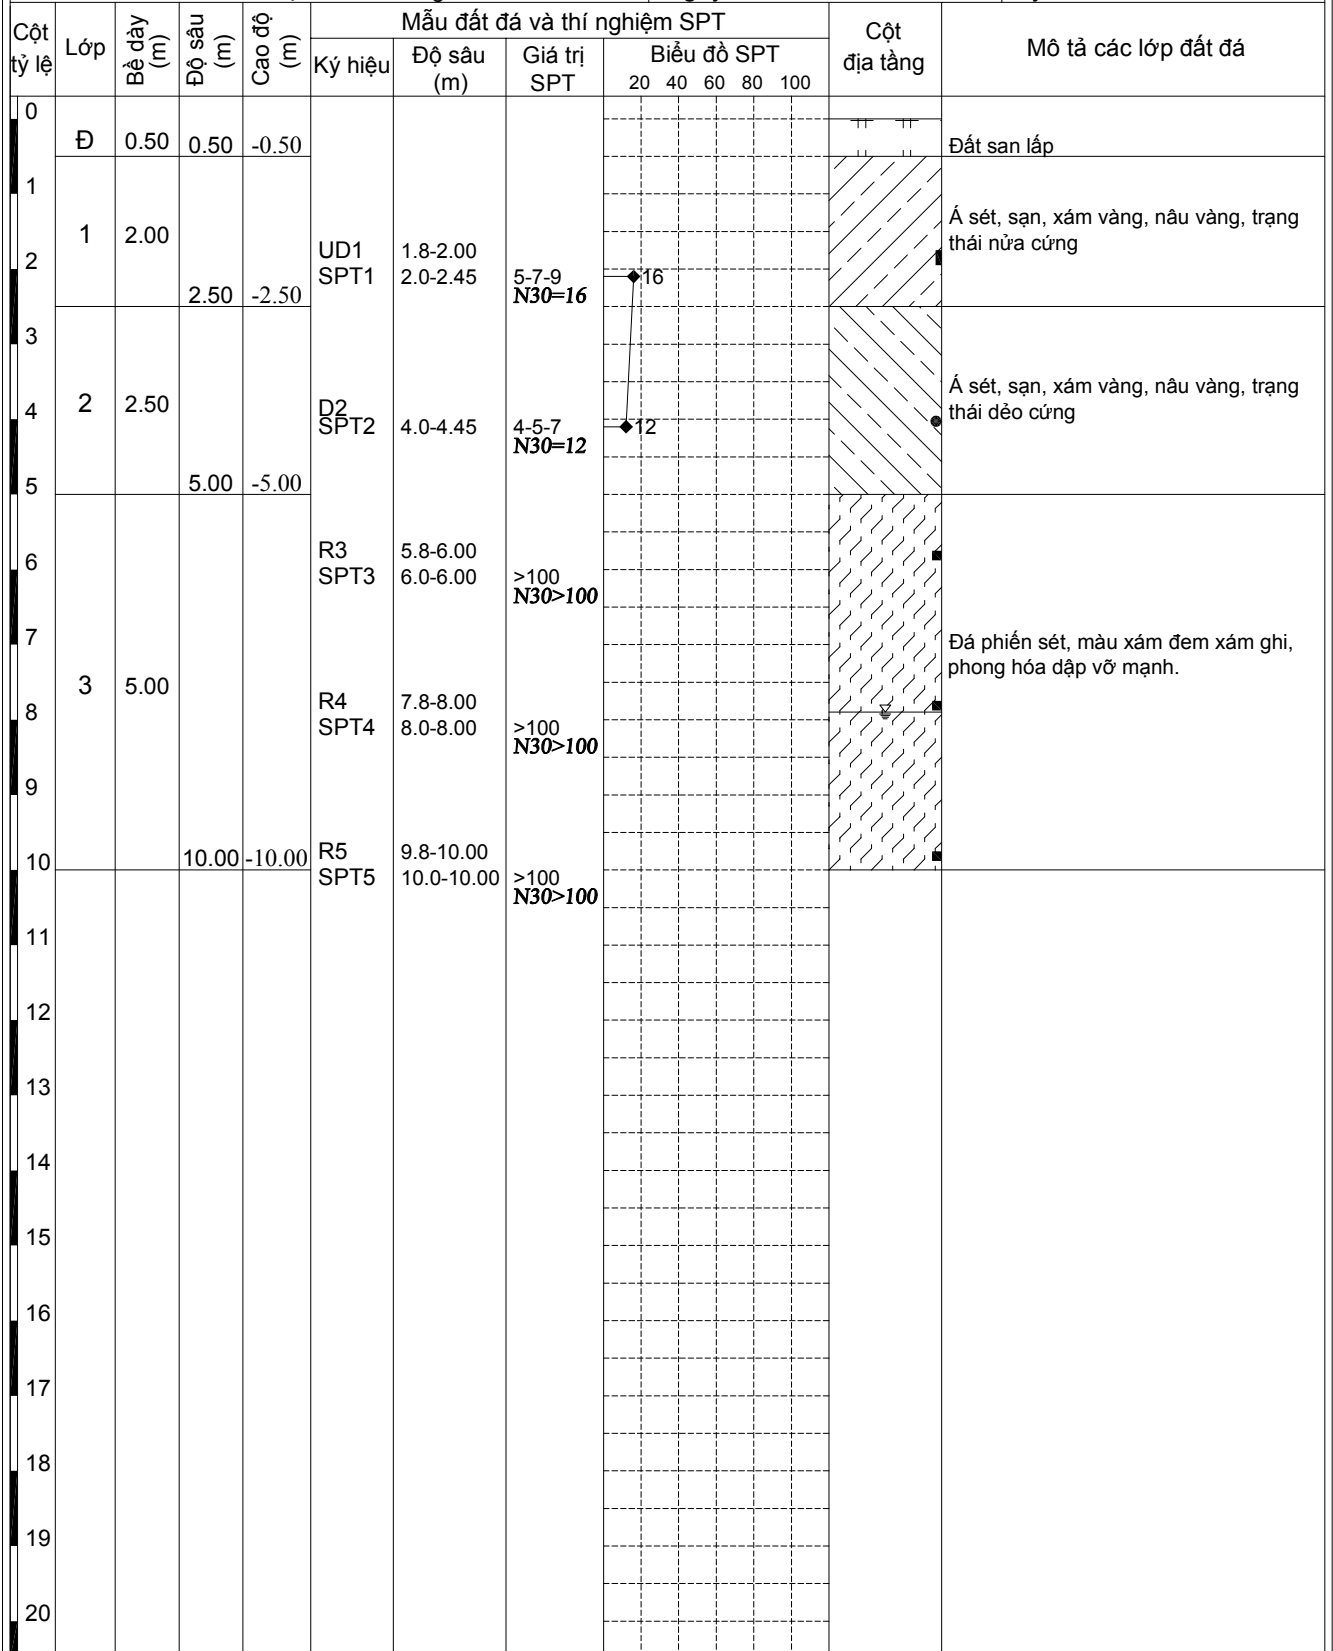 Mẫu đất đá và thí nghiệm SPT
Cột tỷ lệ
Lớp
Bề dày (m)
Độ sâu (m)
Cao độ (m)
Ký hiệu
Độ sâu (m)
Giá trị SPT
Biểu đồ SPT
20 40 60 80 100
Cột địa tầng
Mô tả các lớp đất đá
0
Đ 0.50 0.50 -0.50
Đất san lấp
1
1 2.00
Á sét, sạn, xám vàng, nâu vàng, trạng
thái nửa cứng
UD1 1.8-2.00
2
SPT1 2.0-2.45 5-7-9 16
2.50 -2.50 N30=16
3
Á sét, sạn, xám vàng, nâu vàng, trạng
thái dẻo cứng
2 2.50
D2
4
SPT2 4.0-4.45 4-5-7 12
N30=12
5
5.00 -5.00
R3 5.8-6.00
6
SPT3 6.0-6.00 >100
N30>100
7
Đá phiến sét, màu xám đem xám ghi,
phong hóa dập vỡ mạnh.
3 5.00
R4 7.8-8.00
8
SPT4 8.0-8.00 >100
N30>100
9
10.00 -10.00
R5 9.8-10.00
10
SPT5 10.0-10.00 >100
N30>100
11
12
13
14
15
16
17
18
19
20